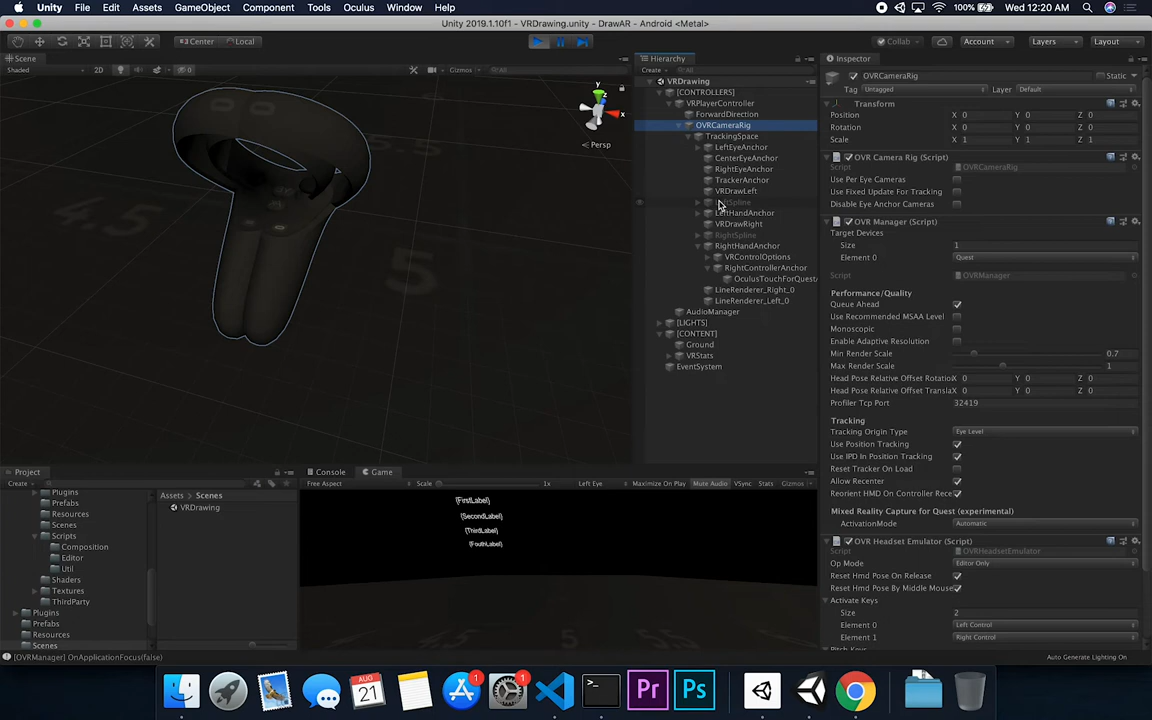 Unity File Edit Assets GameObject Component Tools Oculus Window Help 100% Wed 12:20 AM
Unity 2019.1.10f1 - VRDrawing.unity - DrawAR - Android <Metal>
Center Local Collab Account Layers Layout
Scene
Shaded 2D Gizmos All
y
z
x
Persp
5
Hierarchy
Create All
VRDrawing
[CONTROLLERS]
VRPlayerController
ForwardDirection
OVRCameraRig
TrackingSpace
LeftEyeAnchor
CenterEyeAnchor
RightEyeAnchor
TrackerAnchor
VRDrawLeft
LeftSpline
LeftHandAnchor
VRDrawRight
RightSpline
RightHandAnchor
VRControlOptions
RightControllerAnchor
OculusTouchForQuest
LineRenderer_Right_0
LineRenderer_Left_0
AudioManager
[LIGHTS]
[CONTENT]
Ground
VRStats
EventSystem
Inspector
OVRCameraRig Static
Tag Untagged Layer Default
Transform
Position X 0 Y 0 Z 0
Rotation X 0 Y 0 Z 0
Scale X 1 Y 1 Z 1
OVR Camera Rig (Script)
Script OVRCameraRig
Use Per Eye Cameras
Use Fixed Update For Tracking
Disable Eye Anchor Cameras
OVR Manager (Script)
Target Devices
Size 1
Element 0 Quest
Script OVRManager
Performance/Quality
Queue Ahead
Use Recommended MSAA Level
Monoscopic
Enable Adaptive Resolution
Min Render Scale 0.7
Max Render Scale 1
Head Pose Relative Offset Rotatio X 0 Y 0 Z 0
Head Pose Relative Offset Transla X 0 Y 0 Z 0
Profiler Tcp Port 32419
Tracking
Tracking Origin Type Eye Level
Use Position Tracking
Use IPD In Position Tracking
Reset Tracker On Load
Allow Recenter
Reorient HMD On Controller Rece
Mixed Reality Capture for Quest (experimental)
ActivationMode Automatic
OVR Headset Emulator (Script)
Script OVRHeadsetEmulator
Op Mode Editor Only
Reset Hmd Pose On Release
Reset Hmd Pose By Middle Mouse
Activate Keys
Size 2
Element 0 Left Control
Element 1 Right Control
Auto Generate Lighting On
Project
Create
Plugins
Prefabs
Resources
Scenes
Scripts
Composition
Editor
Util
Shaders
Textures
ThirdParty
Plugins
Prefabs
Resources
Scenes
Assets Scenes
VRDrawing
Console Game
Free Aspect Scale 1x Left Eye Maximize On Play Mute Audio VSync Stats Gizmos
{FirstLabel}
{SecondLabel}
{ThirdLabel}
{FouthLabel}
5
[OVRManager] OnApplicationFocus(false)
AUG
21
1
1
>_
Pr
Ps